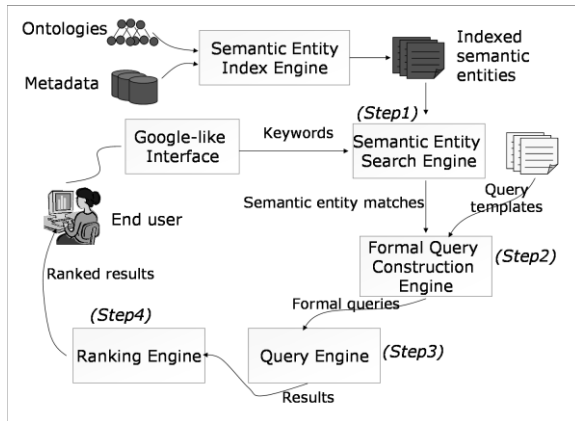 Ontologies
Metadata
Semantic Entity
Index Engine
Indexed
semantic
entities
(Step1)
Google-like
Interface
Keywords
Semantic Entity
Search Engine
End user
Semantic entity matches
Query
templates
Ranked results
Formal Query
Construction
Engine
(Step2)
Formal queries
(Step4)
Ranking Engine
Query Engine
(Step3)
Results